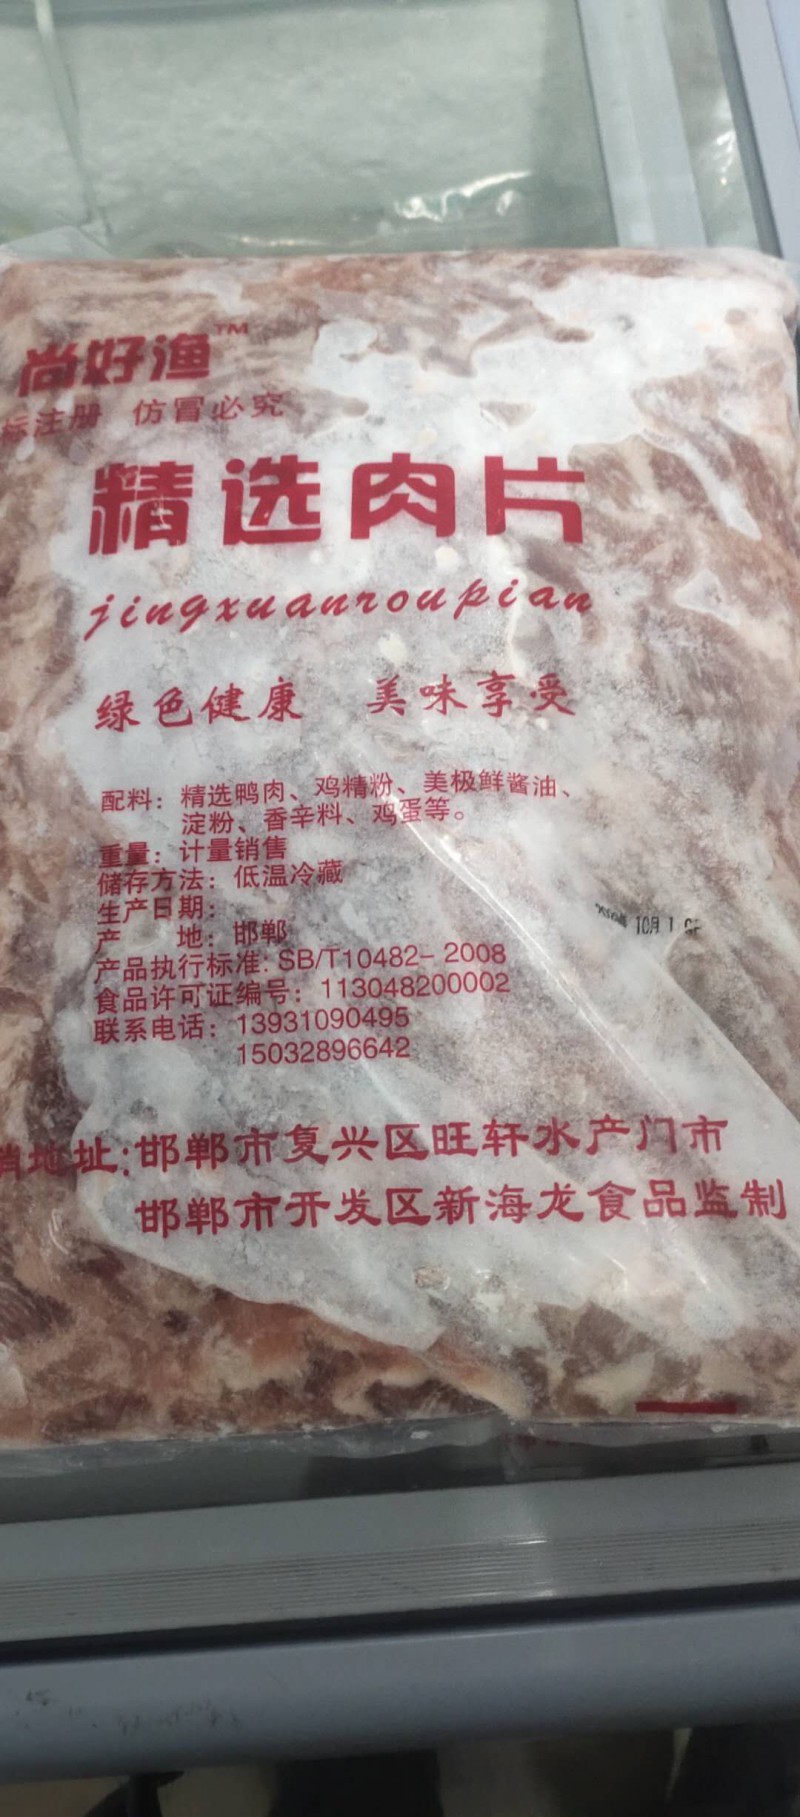 尚好渔™
标注册 仿冒必究
精选肉片
jingxuanroupian
绿色健康 美味享受
配料：精选鸭肉、鸡精粉、美极鲜酱油、
淀粉、香辛料、鸡蛋等。
重量：计量销售
储存方法：低温冷藏
生产日期：
10月 1
产 地：邯郸
产品执行标准：SB/T10482-2008
食品许可证编号：113048200002
联系电话：13931090495
15032896642
销地址：邯郸市复兴区旺轩水产门市
邯郸市开发区新海龙食品监制